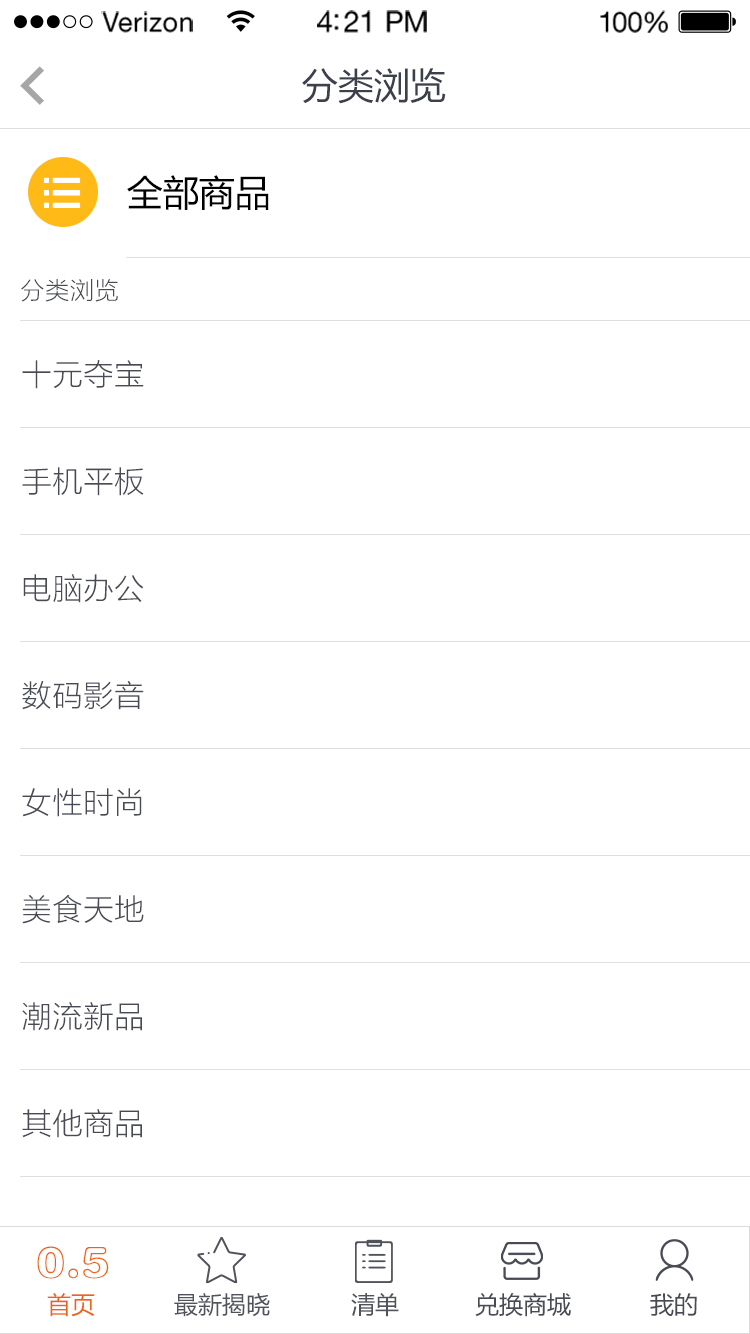 Verizon 4:21 PM 100%
分类浏览
全部商品
分类浏览
十元夺宝
手机平板
电脑办公
数码影音
女性时尚
美食天地
潮流新品
其他商品
0.5
首页 最新揭晓 清单 兑换商城 我的